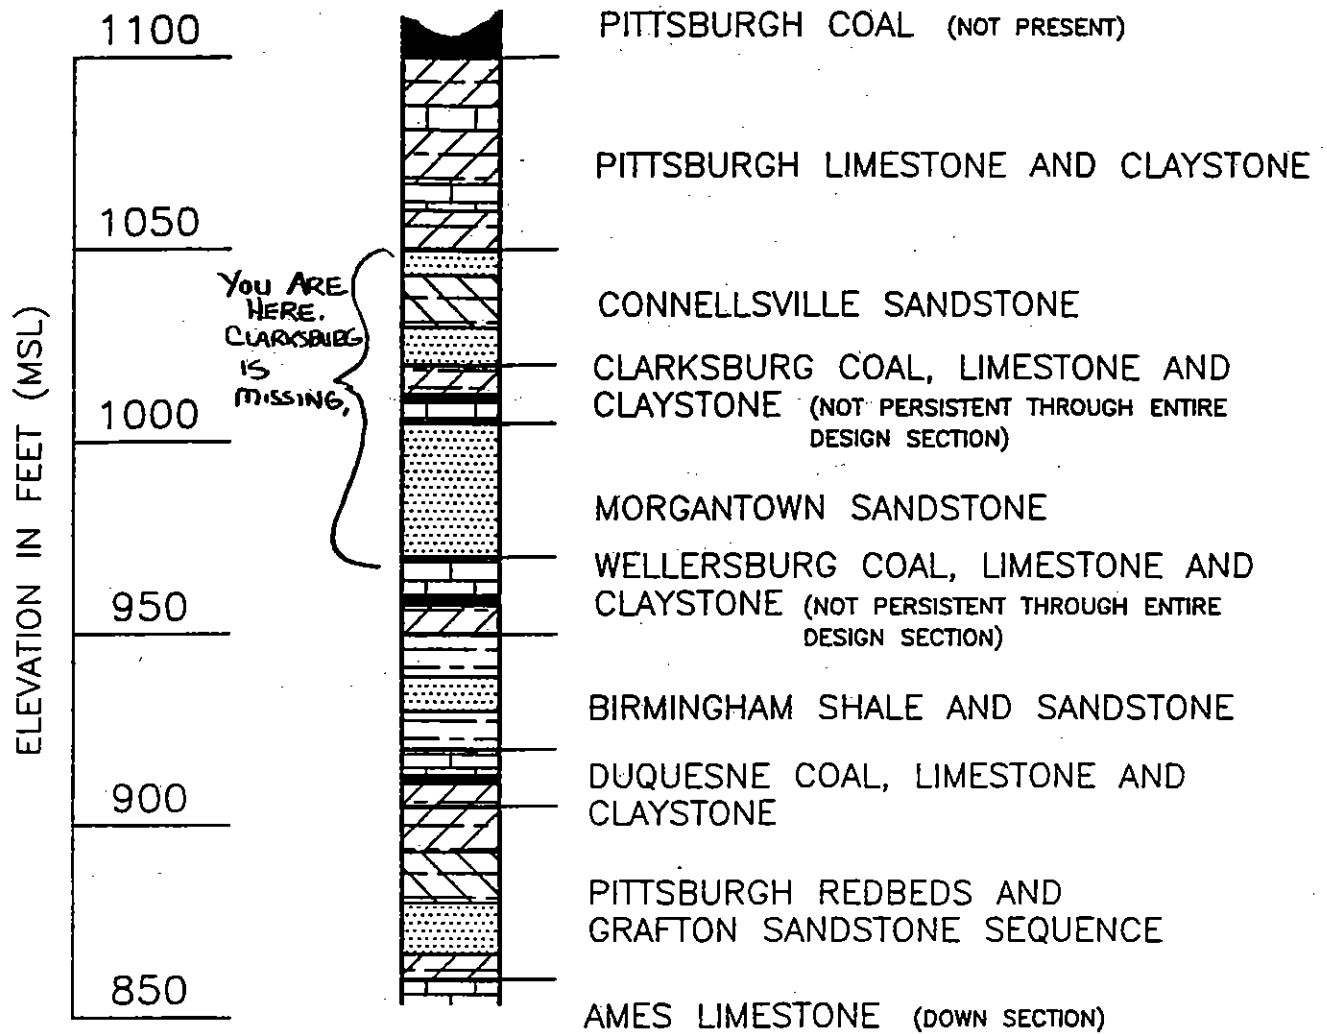 1100
PITTSBURGH COAL (NOT PRESENT)
PITTSBURGH LIMESTONE AND CLAYSTONE
1050
YOU ARE
HERE.
CLARKSBURG
IS
MISSING.
CONNELLSVILLE SANDSTONE
CLARKSBURG COAL, LIMESTONE AND
CLAYSTONE (NOT PERSISTENT THROUGH ENTIRE
DESIGN SECTION)
1000
MORGANTOWN SANDSTONE
WELLERSBURG COAL, LIMESTONE AND
CLAYSTONE (NOT PERSISTENT THROUGH ENTIRE
DESIGN SECTION)
950
BIRMINGHAM SHALE AND SANDSTONE
DUQUESNE COAL, LIMESTONE AND
CLAYSTONE
900
PITTSBURGH REDBEDS AND
GRAFTON SANDSTONE SEQUENCE
850
AMES LIMESTONE (DOWN SECTION)
ELEVATION IN FEET (MSL)